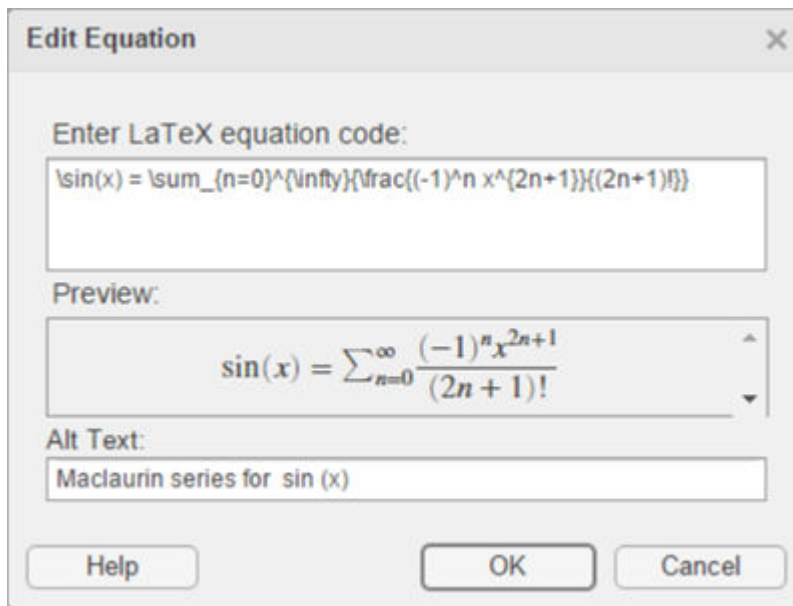 Edit Equation
Enter LaTeX equation code:
\sin(x) = \sum_{n=0}^{\infty}{\frac{(-1)^n x^{2n+1}}{(2n+1)!}}
Preview:
sin(x) = ∑_{n=0}^{∞} \frac{(−1)^n x^{2n+1}}{(2n + 1)!}
Alt Text:
Maclaurin series for  sin (x)
Help OK Cancel